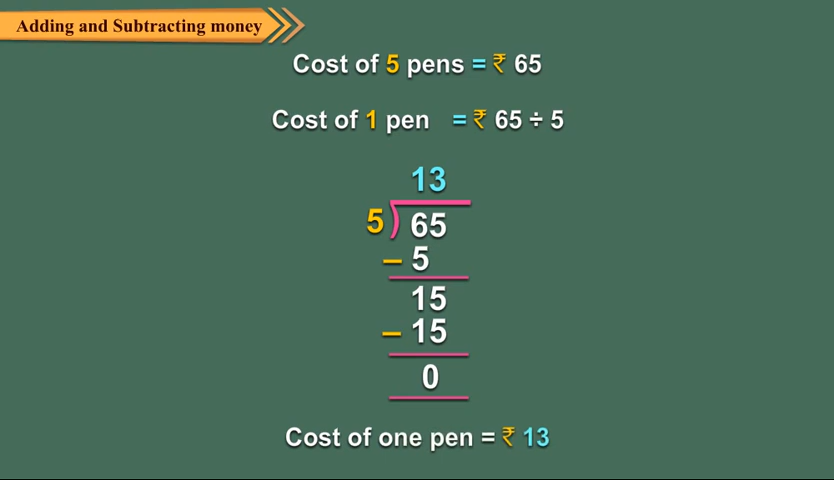 Adding and Subtracting money
Cost of 5 pens = ₹ 65
Cost of 1 pen = ₹ 65 ÷ 5
13
5 ) 65
– 5
15
– 15
0
Cost of one pen = ₹ 13